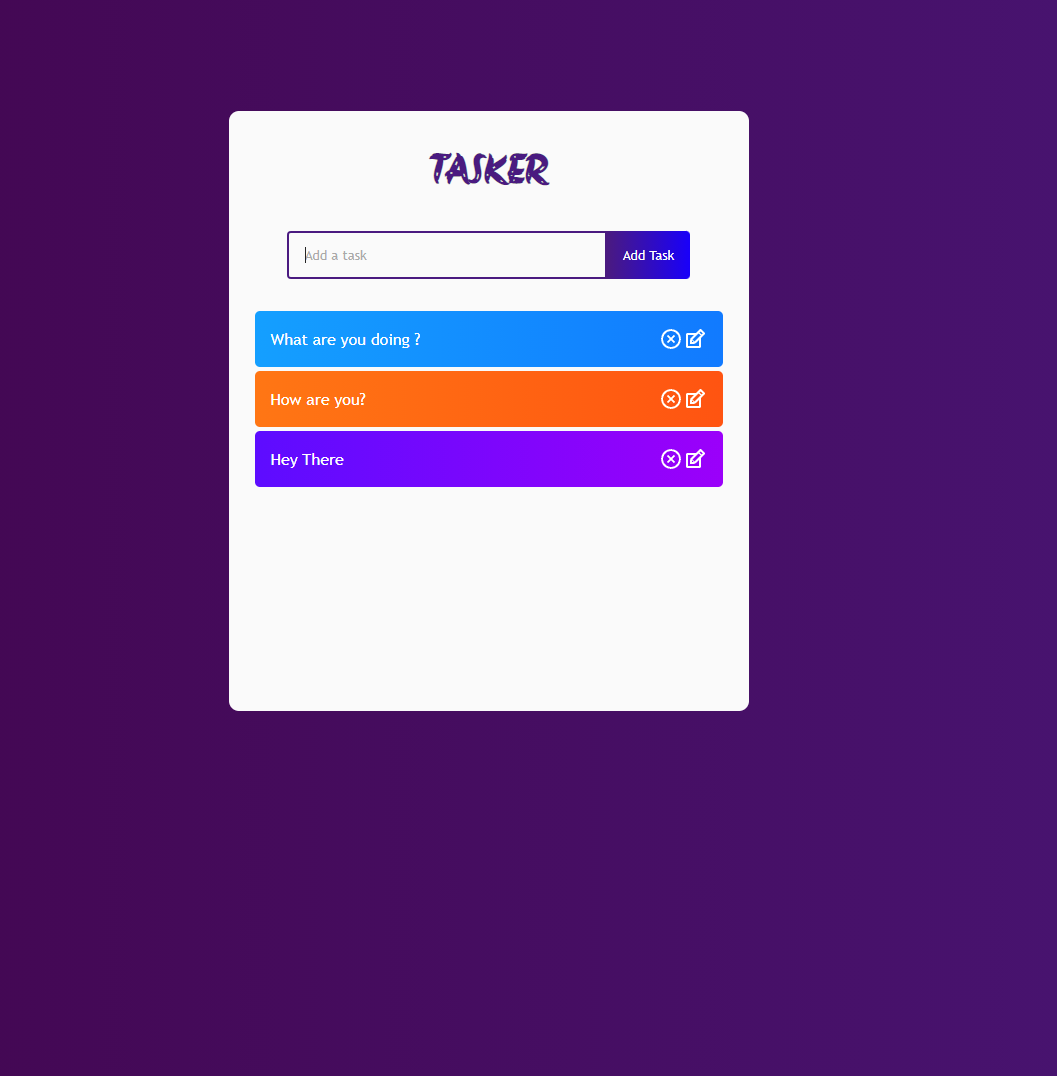 TASKER
Add a task
Add Task
What are you doing ?
How are you?
Hey There